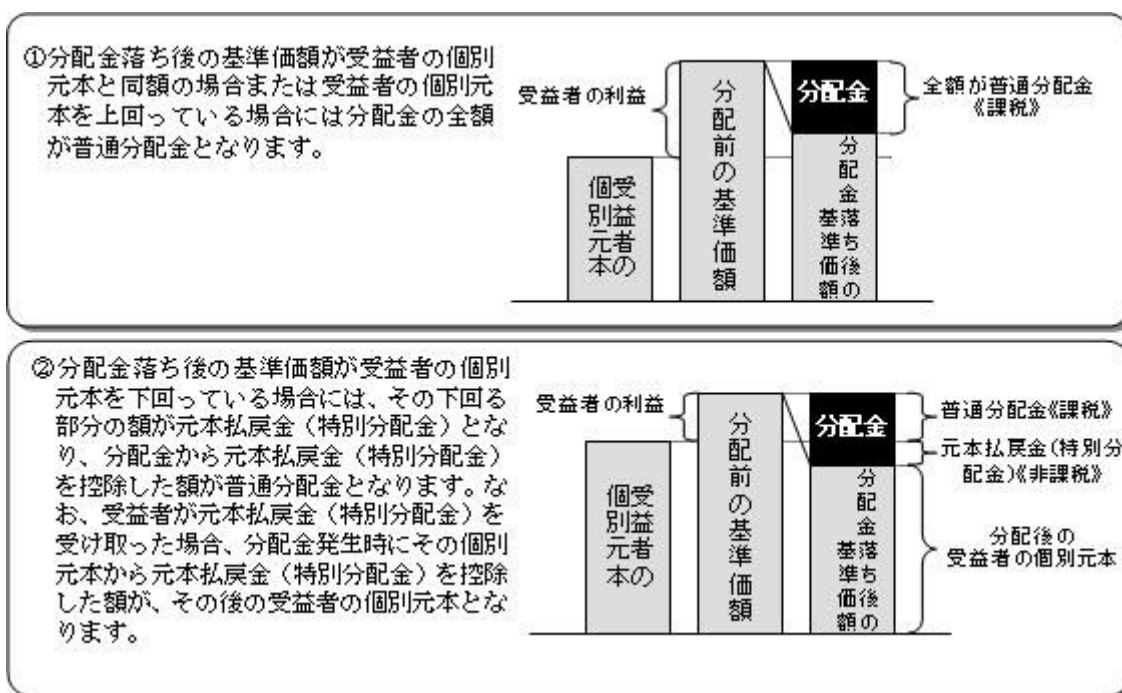 ①分配金落ち後の基準価額が受益者の個別
元本と同額の場合または受益者の個別元
本を上回っている場合には分配金の全額
が普通分配金となります。
受益者の利益
受益者の
個別元本
分配前の基準価額
分配金
分配金
落ち後の
基準価額
全額が普通分配金
《課税》
②分配金落ち後の基準価額が受益者の個別
元本を下回っている場合には、その下回る
部分の額が元本払戻金（特別分配金）とな
り、分配金から元本払戻金（特別分配金）
を控除した額が普通分配金となります。な
お、受益者が元本払戻金（特別分配金）を
受け取った場合、分配金発生時にその個別
元本から元本払戻金（特別分配金）を控除
した額が、その後の受益者の個別元本とな
ります。
受益者の利益
受益者の
個別元本
分配前の基準価額
分配金
分配金
落ち後の
基準価額
普通分配金《課税》
元本払戻金(特別分
配金)《非課税》
分配後の
受益者の個別元本